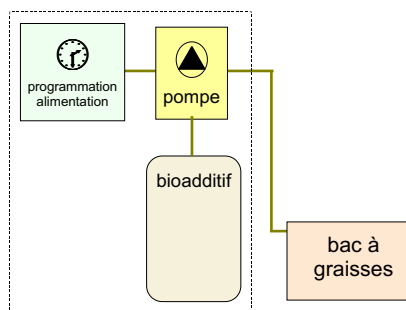 programmation
alimentation
pompe
bioadditif
bac à
graisses